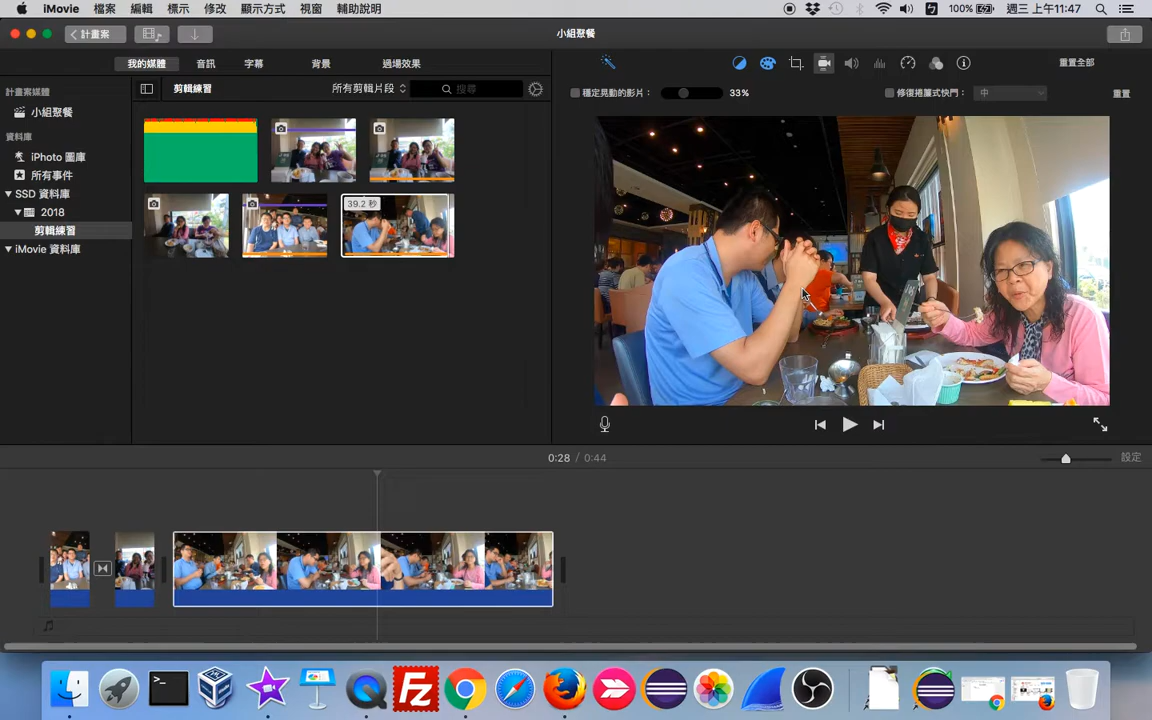 iMovie 檔案 編輯 標示 修改 顯示方式 視窗 輔助說明 100% 週三 上午11:47
計畫案 小組聚餐
我的媒體 音訊 字幕 背景 過場效果 重置全部
計畫案媒體 剪輯練習 所有剪輯片段 搜尋 穩定晃動的影片： 33% 修復捲簾式快門： 中 重置
小組聚餐
資料庫
iPhoto 圖庫
所有事件
SSD 資料庫
2018 39.2 秒
剪輯練習
iMovie 資料庫
0:28 / 0:44 設定
>_
Fz